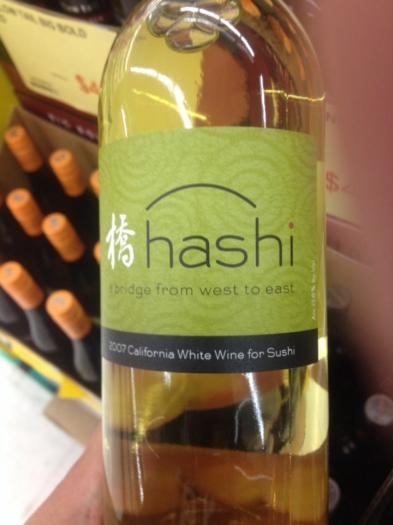 橋 hashi
a bridge from west to east
2007 California White Wine for Sushi